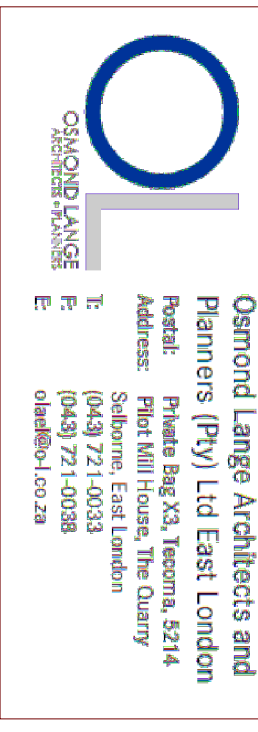 OSMOND LANGE
ARCHITECTS + PLANNERS
Osmond Lange Architects and
Planners (Pty) Ltd East London
Postal: Private Bag X3, Tecoma, 5214
Address: Pilot Mill House, The Quarry
Selborne, East London
T: (043) 721-0033
F: (043) 721-0038
E: olael@o-l.co.za